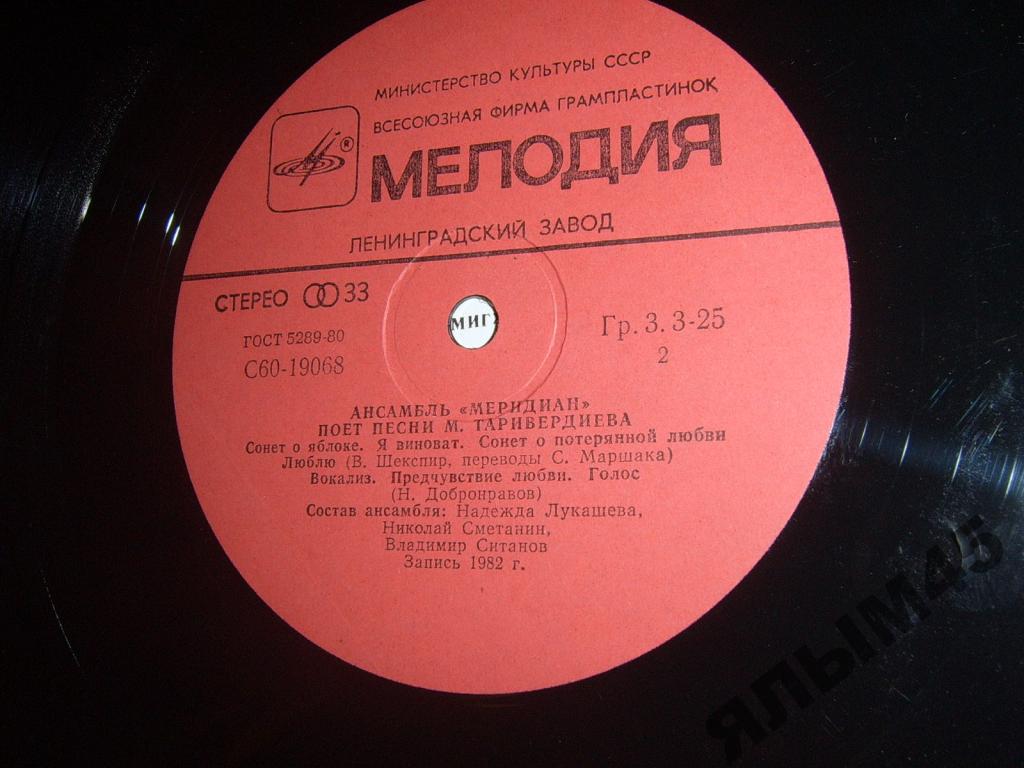 МИНИСТЕРСТВО КУЛЬТУРЫ СССР
ВСЕСОЮЗНАЯ ФИРМА ГРАМПЛАСТИНОК
®
МЕЛОДИЯ
ЛЕНИНГРАДСКИЙ ЗАВОД
СТЕРЕО 33
ГОСТ 5289-80
С60-19068
МИГ
Гр. 3. 3-25
2
АНСАМБЛЬ «МЕРИДИАН»
ПОЕТ ПЕСНИ М. ТАРИВЕРДИЕВА
Сонет о яблоке. Я виноват. Сонет о потерянной любви
Люблю (В. Шекспир, переводы С. Маршака)
Вокализ. Предчувствие любви. Голос
(Н. Добронравов)
Состав ансамбля: Надежда Лукашева,
Николай Сметанин,
Владимир Ситанов
Запись 1982 г.
ЯЛЫМ45